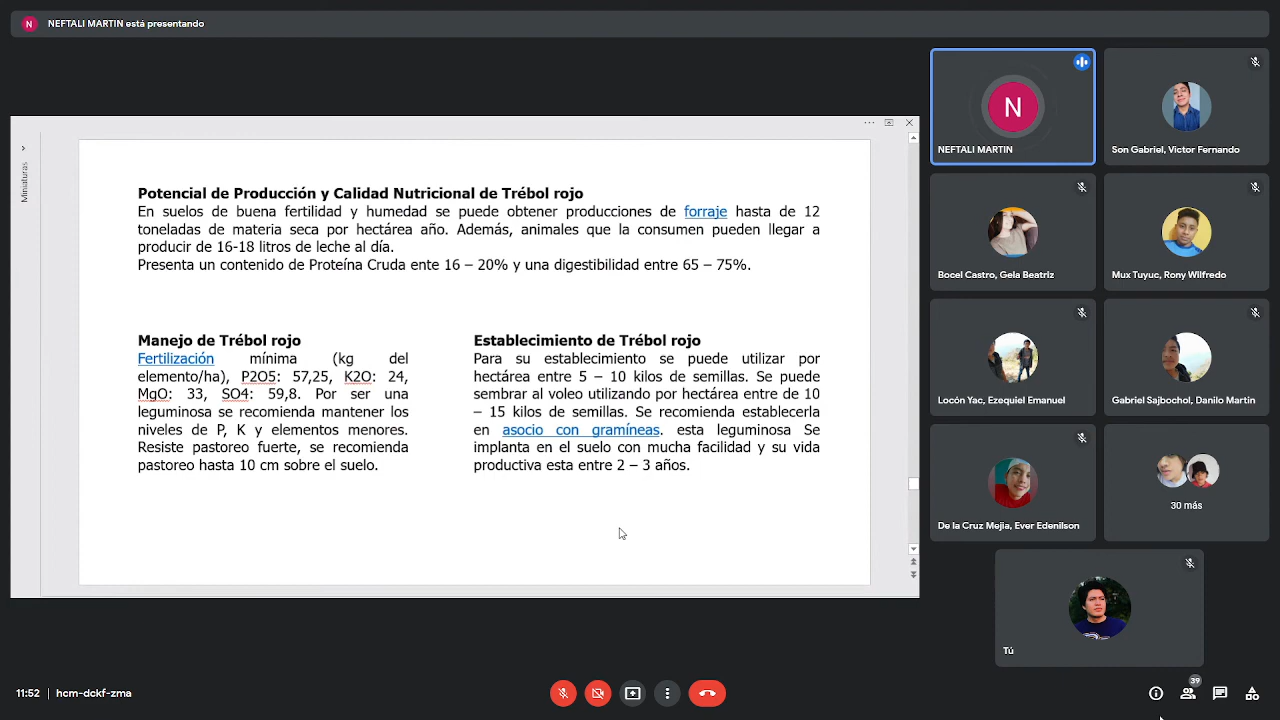 N NEFTALI MARTIN está presentando
Miniaturas
Potencial de Producción y Calidad Nutricional de Trébol rojo
En suelos de buena fertilidad y humedad se puede obtener producciones de forraje hasta de 12
toneladas de materia seca por hectárea año. Además, animales que la consumen pueden llegar a
producir de 16-18 litros de leche al día.
Presenta un contenido de Proteína Cruda ente 16 – 20% y una digestibilidad entre 65 – 75%.
Manejo de Trébol rojo
Fertilización mínima (kg del
elemento/ha), P2O5: 57,25, K2O: 24,
MgO: 33, SO4: 59,8. Por ser una
leguminosa se recomienda mantener los
niveles de P, K y elementos menores.
Resiste pastoreo fuerte, se recomienda
pastoreo hasta 10 cm sobre el suelo.
Establecimiento de Trébol rojo
Para su establecimiento se puede utilizar por
hectárea entre 5 – 10 kilos de semillas. Se puede
sembrar al voleo utilizando por hectárea entre de 10
– 15 kilos de semillas. Se recomienda establecerla
en asocio con gramíneas. esta leguminosa Se
implanta en el suelo con mucha facilidad y su vida
productiva esta entre 2 – 3 años.
N
NEFTALI MARTIN
Son Gabriel, Victor Fernando
Bocel Castro, Gela Beatriz
Mux Tuyuc, Rony Wilfredo
Locón Yac, Ezequiel Emanuel
Gabriel Sajbochol, Danilo Martin
De la Cruz Mejia, Ever Edenilson
30 más
Tú
11:52 | hcm-dckf-zma
39